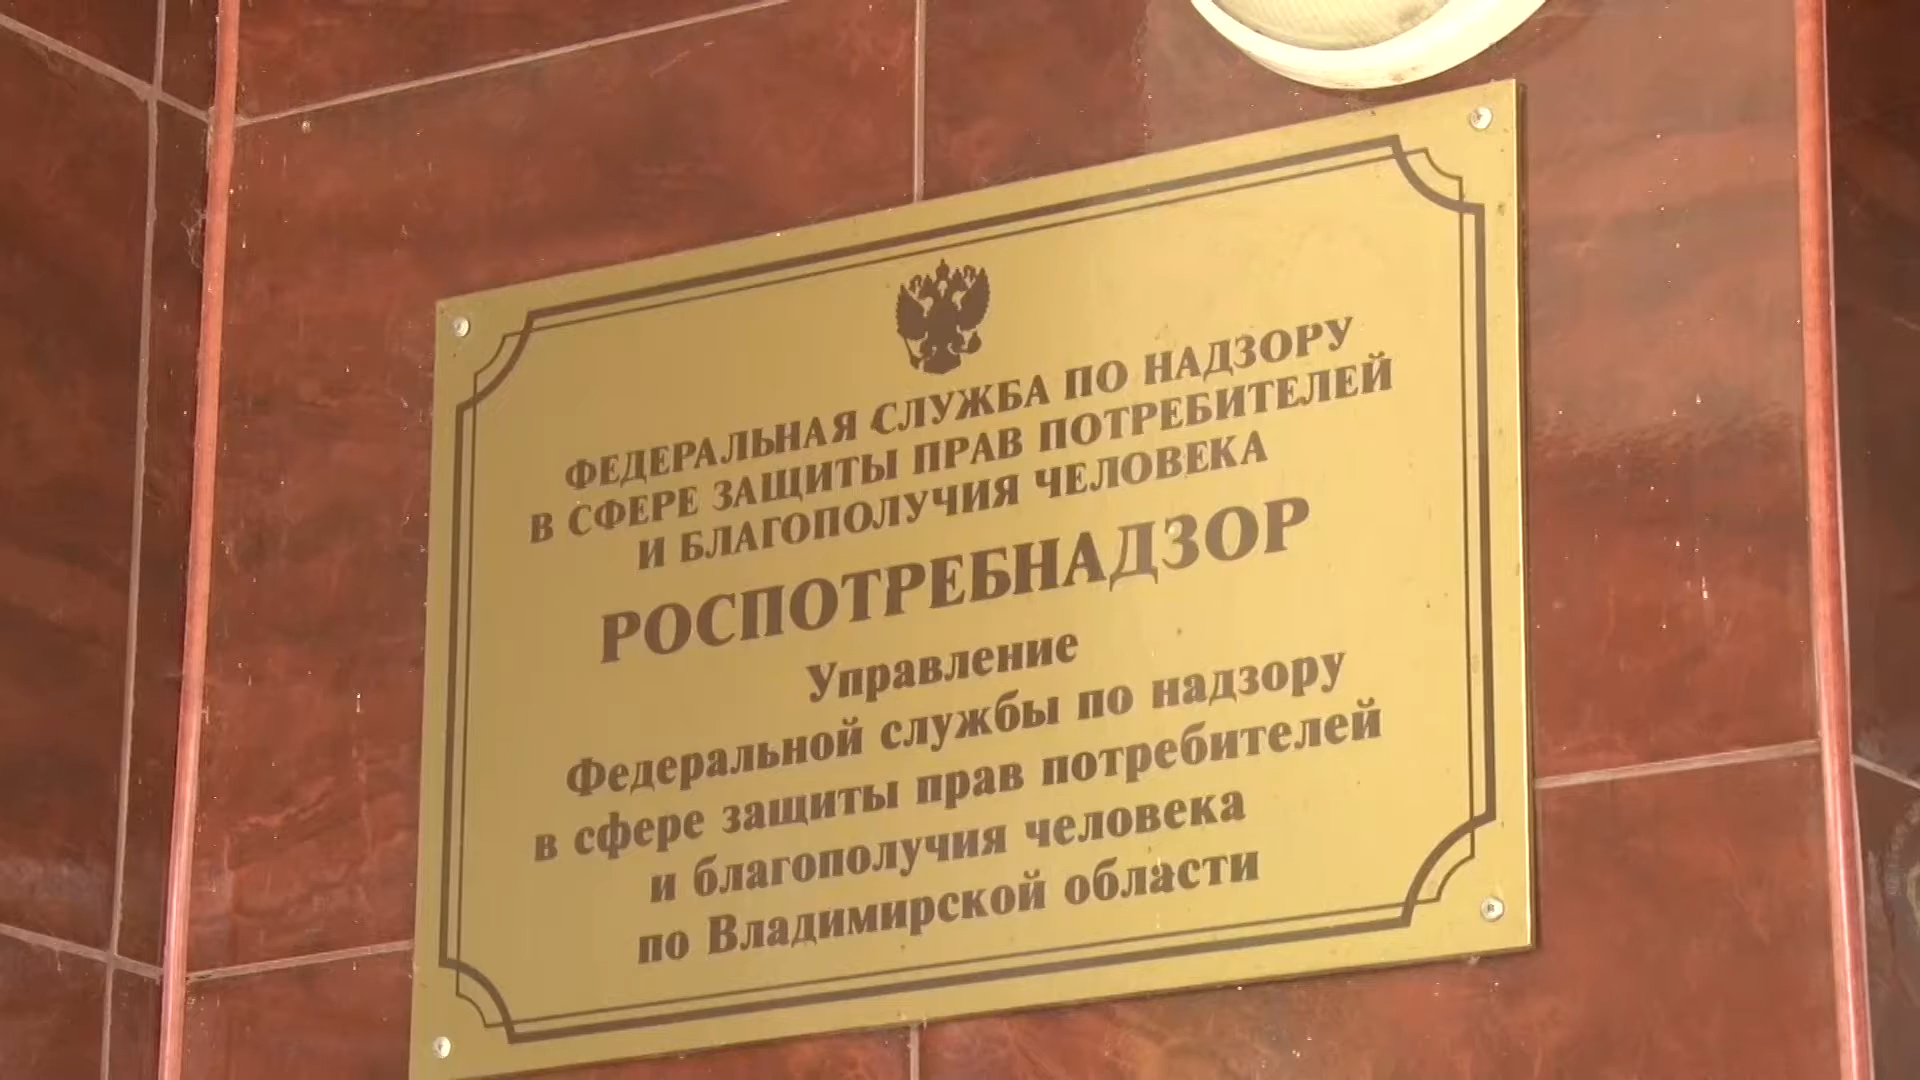 ФЕДЕРАЛЬНАЯ СЛУЖБА ПО НАДЗОРУ
В СФЕРЕ ЗАЩИТЫ ПРАВ ПОТРЕБИТЕЛЕЙ
И БЛАГОПОЛУЧИЯ ЧЕЛОВЕКА
РОСПОТРЕБНАДЗОР
Управление
Федеральной службы по надзору
в сфере защиты прав потребителей
и благополучия человека
по Владимирской области